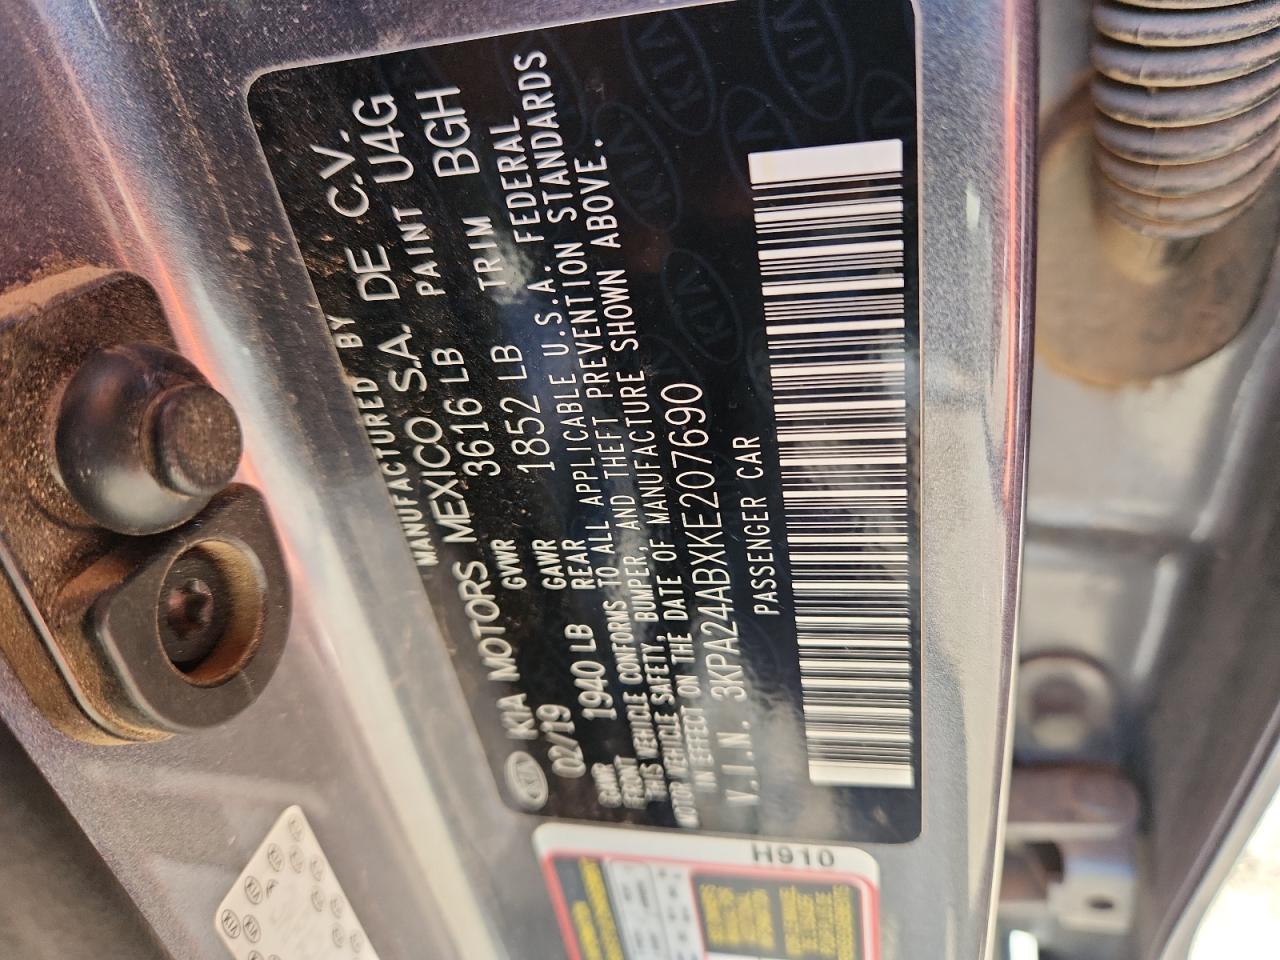 MANUFACTURED BY
KIA KIA MOTORS MEXICO S.A. DE C.V.
02/19 GVWR 3616 LB PAINT U4G
GAWR FRONT 1940 LB GAWR REAR 1852 LB TRIM BGH
THIS VEHICLE CONFORMS TO ALL APPLICABLE U.S.A. FEDERAL
MOTOR VEHICLE SAFETY, BUMPER, AND THEFT PREVENTION STANDARDS
IN EFFECT ON THE DATE OF MANUFACTURE SHOWN ABOVE.
V.I.N. 3KPA24ABXKE207690
PASSENGER CAR
H910